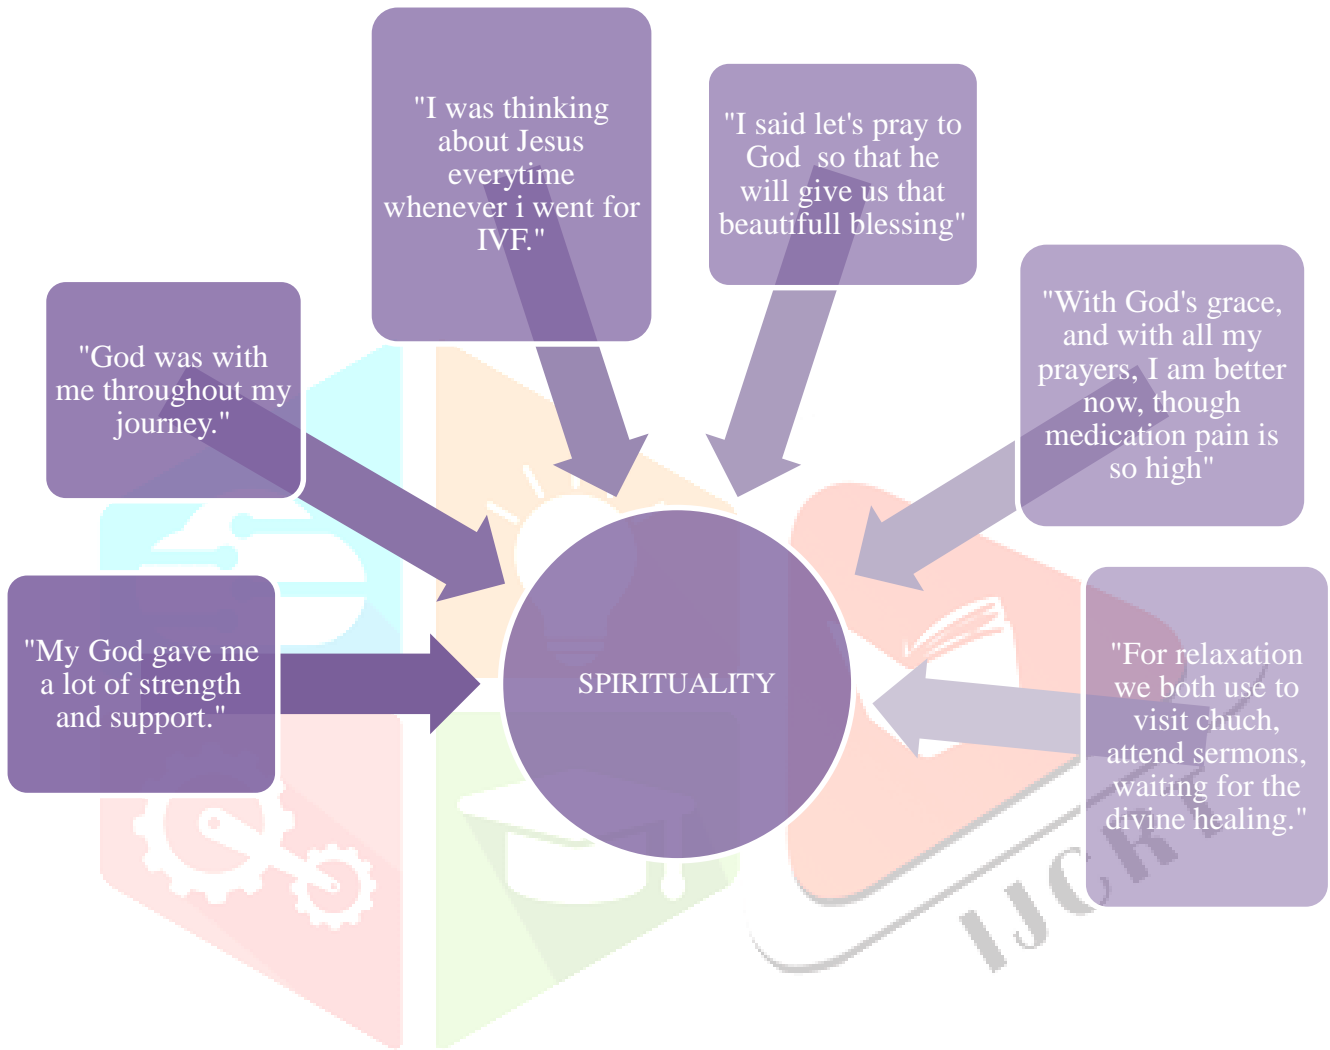 "My God gave me
a lot of strength
and support."
"God was with
me throughout my
journey."
"I was thinking
about Jesus
everytime
whenever i went for
IVF."
"I said let's pray to
God  so that he
will give us that
beautifull blessing"
"With God's grace,
and with all my
prayers, I am better
now, though
medication pain is
so high"
"For relaxation
we both use to
visit chuch,
attend sermons,
waiting for the
divine healing."
SPIRITUALITY
IJCRT